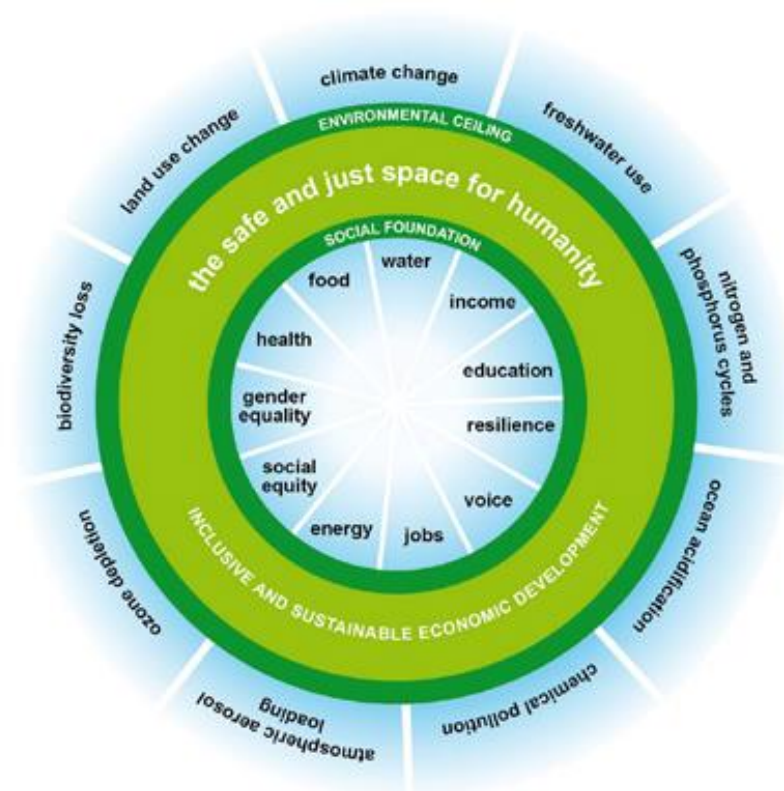 climate change
freshwater use
nitrogen and
phosphorus cycles
ocean acidification
chemical pollution
atmospheric aerosol
loading
ozone depletion
biodiversity loss
land use change
ENVIRONMENTAL CEILING
the safe and just space for humanity
SOCIAL FOUNDATION
water
income
education
resilience
voice
jobs
energy
social
equity
gender
equality
health
food
INCLUSIVE AND SUSTAINABLE ECONOMIC DEVELOPMENT